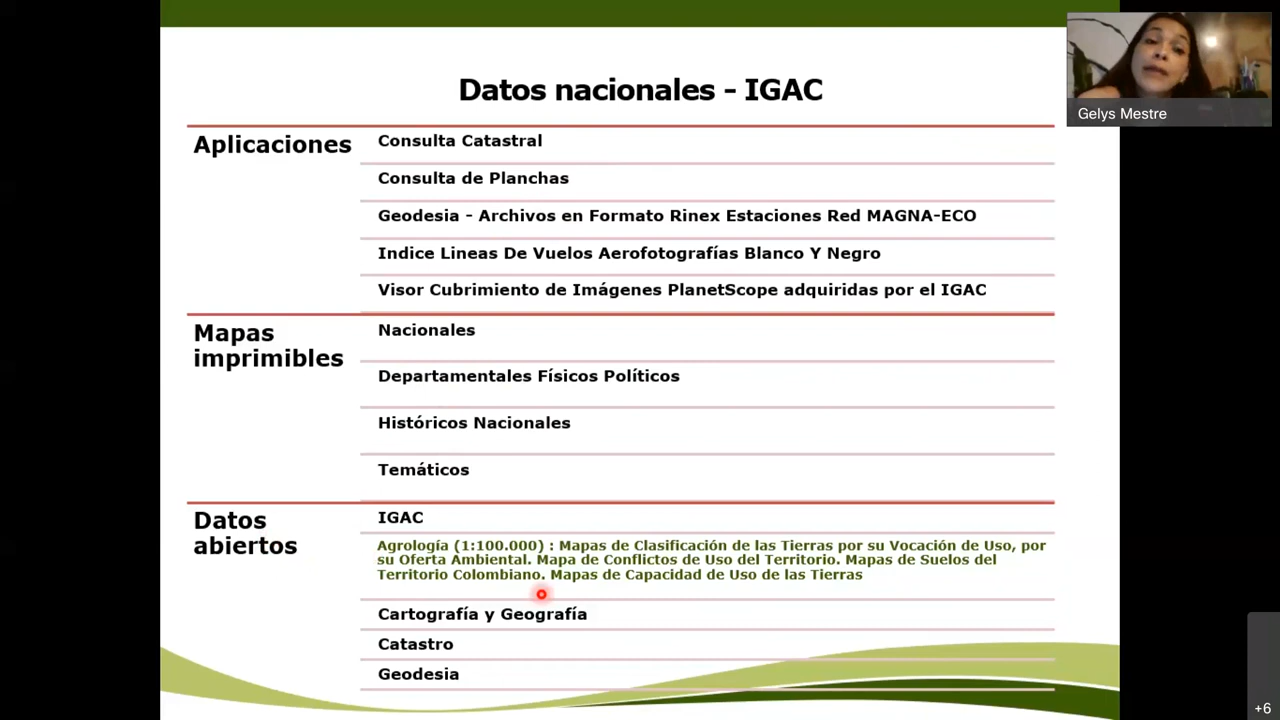 Datos nacionales - IGAC
Gelys Mestre
Aplicaciones
Consulta Catastral
Consulta de Planchas
Geodesia - Archivos en Formato Rinex Estaciones Red MAGNA-ECO
Indice Lineas De Vuelos Aerofotografías Blanco Y Negro
Visor Cubrimiento de Imágenes PlanetScope adquiridas por el IGAC
Mapas
imprimibles
Nacionales
Departamentales Físicos Políticos
Históricos Nacionales
Temáticos
Datos
abiertos
IGAC
Agrología (1:100.000) : Mapas de Clasificación de las Tierras por su Vocación de Uso, por
su Oferta Ambiental. Mapa de Conflictos de Uso del Territorio. Mapas de Suelos del
Territorio Colombiano. Mapas de Capacidad de Uso de las Tierras
Cartografía y Geografía
Catastro
Geodesia
+6